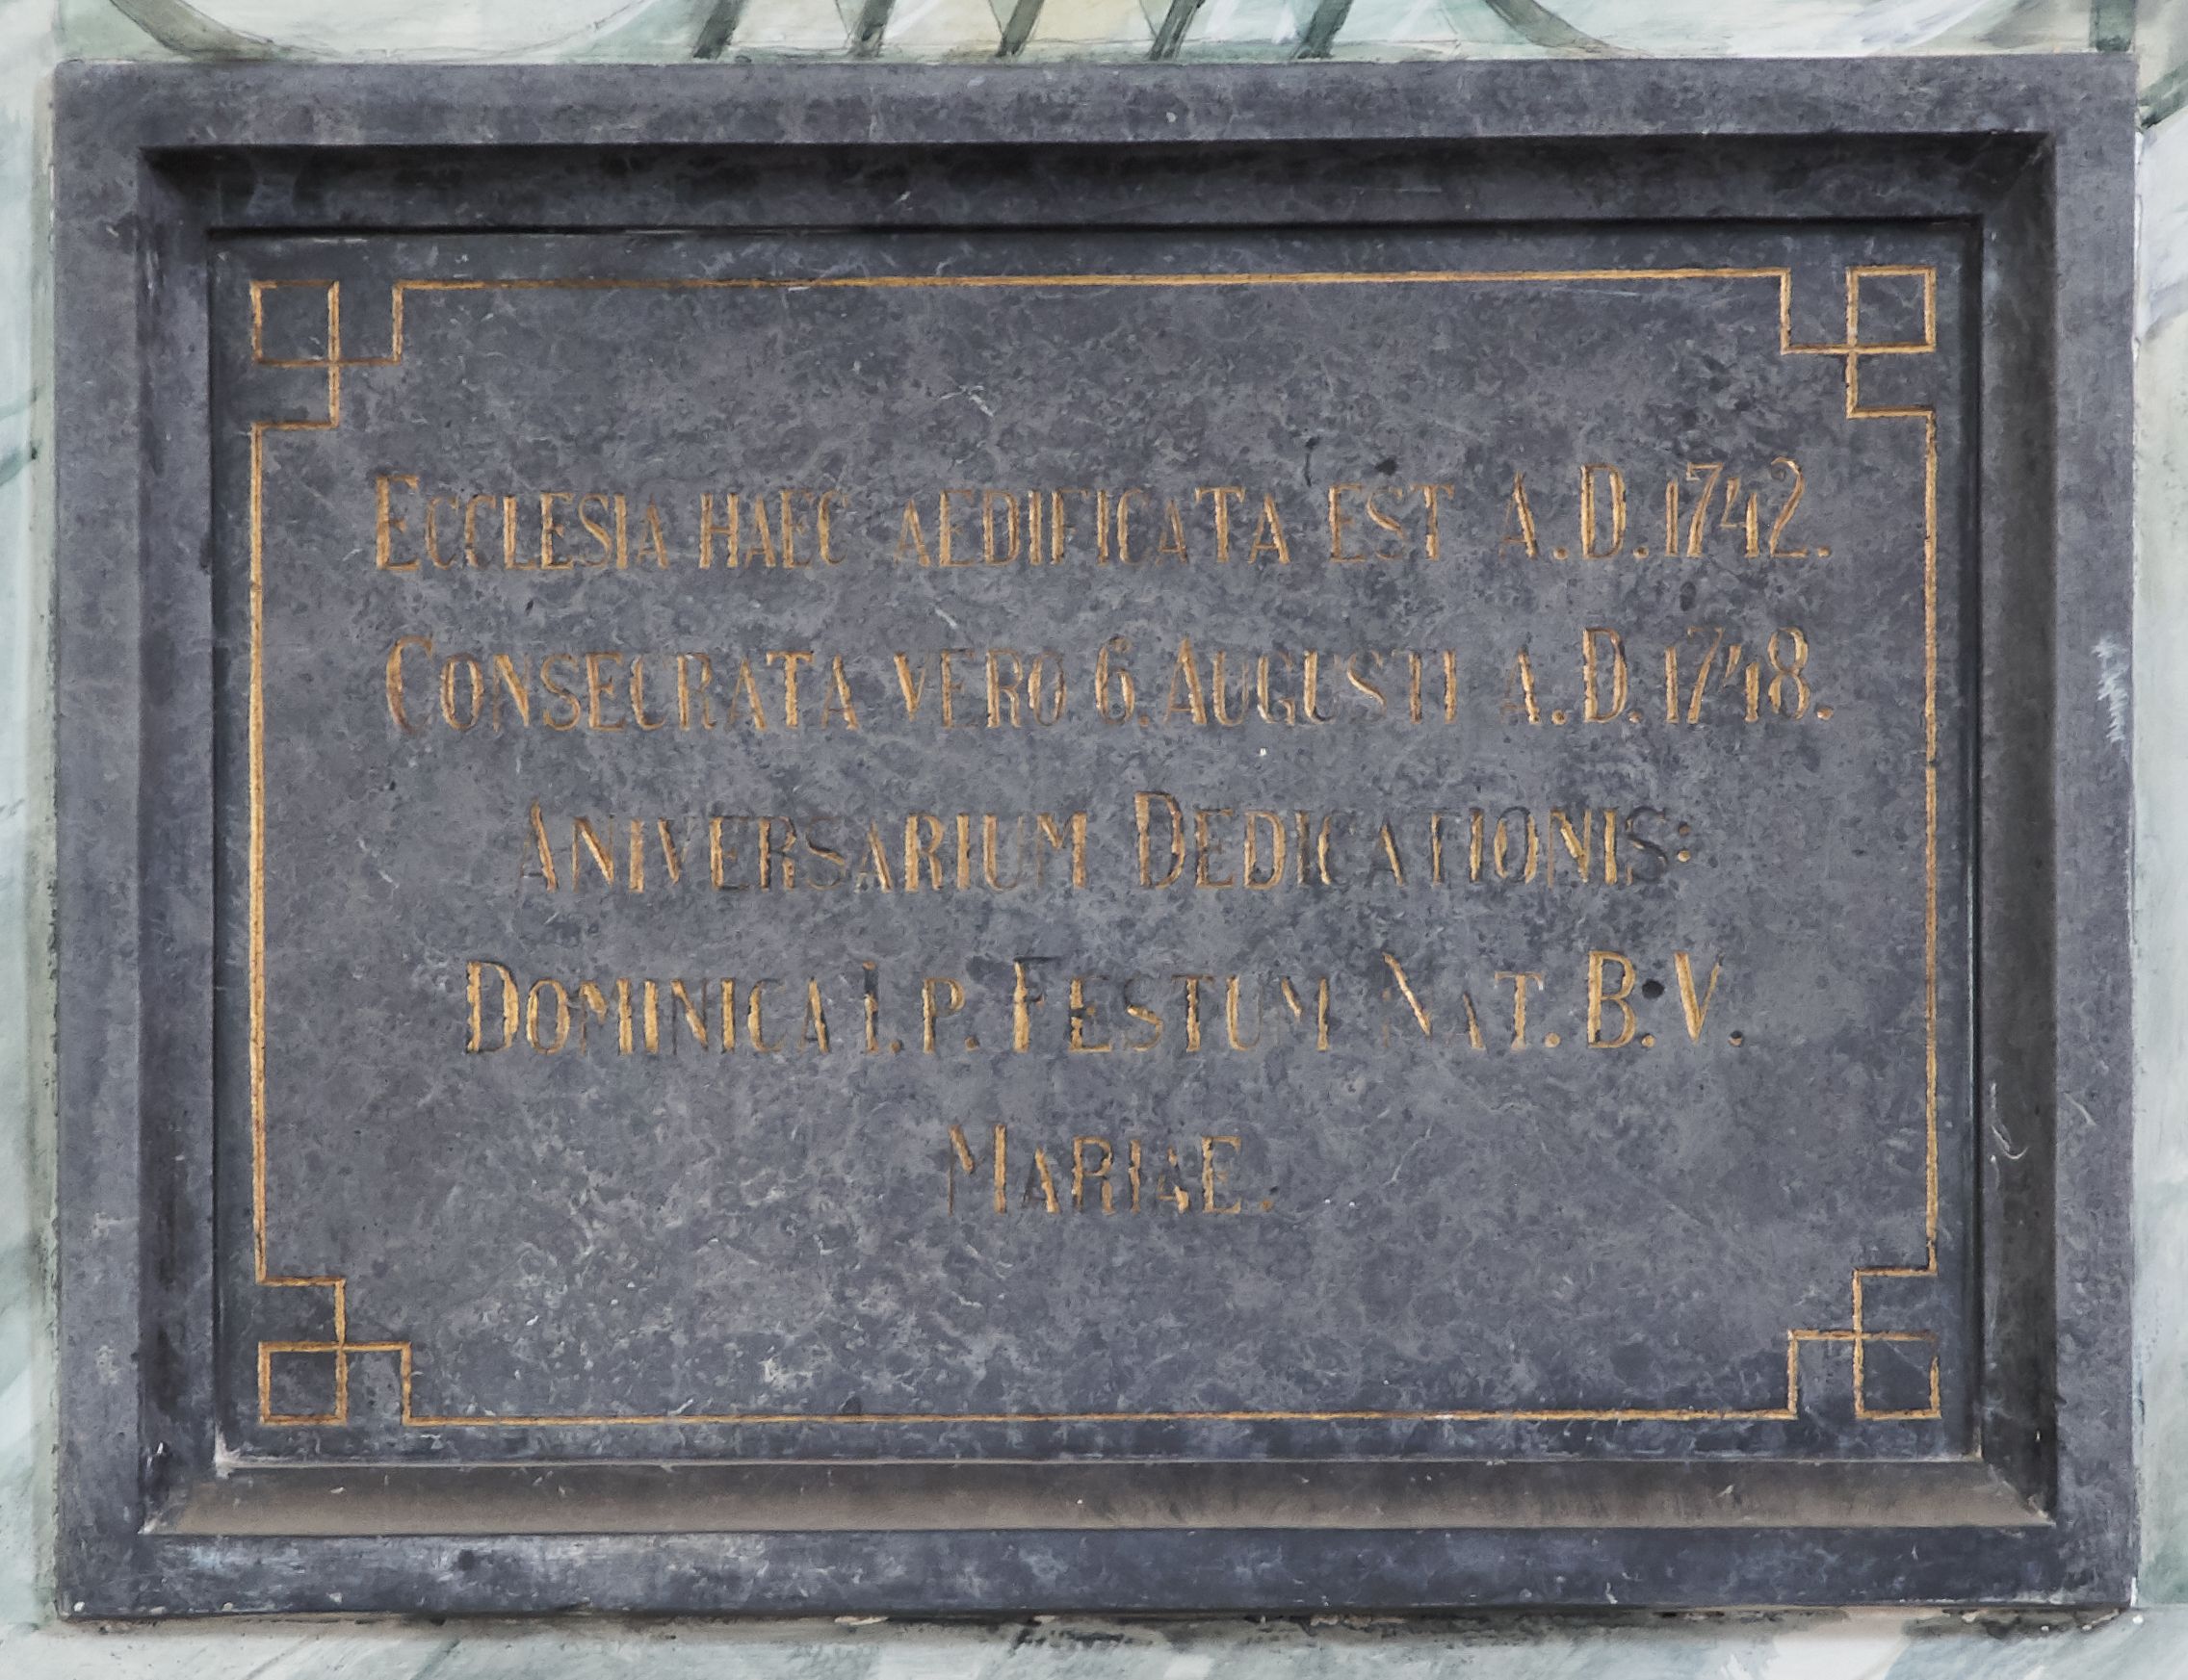 ECCLESIA HAEC AEDIFICATA EST A.D.1742.
CONSECRATA VERO 6. AUGUSTI A.D.1748.
ANIVERSARIUM DEDICATIONIS:
DOMINICA I.P. FESTUM NAT. B.V.
MARIAE.